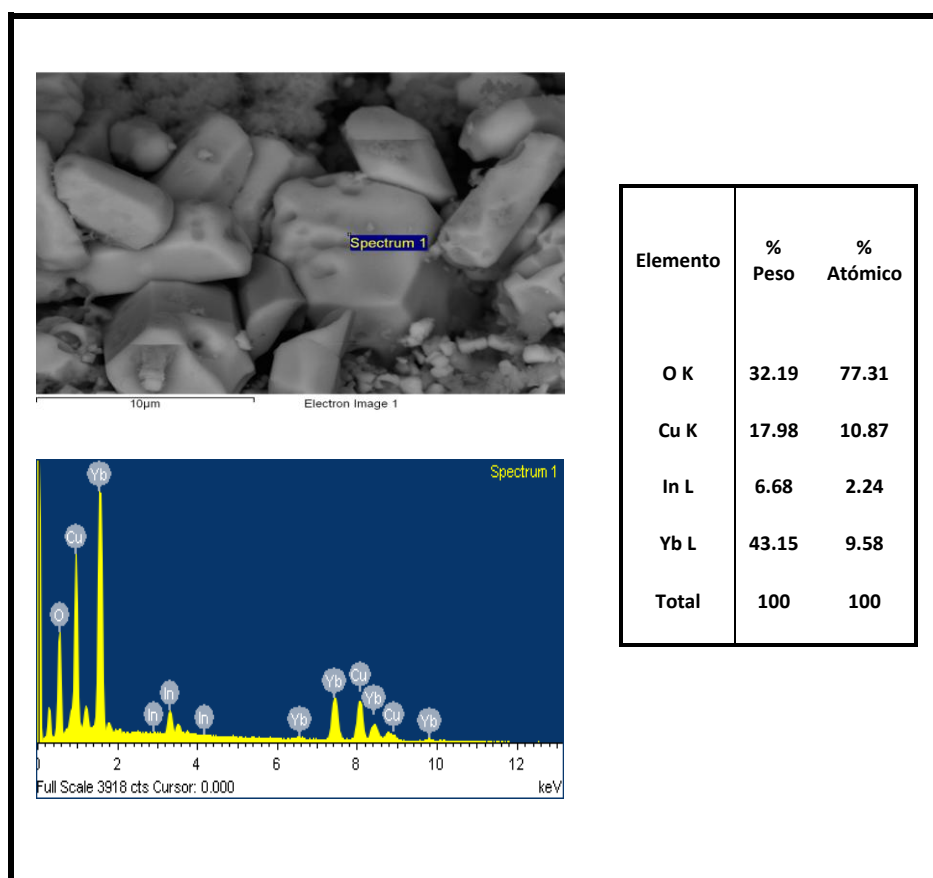 Spectrum 1
10µm
Electron Image 1
Spectrum 1
Yb
Cu
O
In
In
In
Yb
Yb
Cu
Yb
Cu
Yb
2 4 6 8 10 12
Full Scale 3918 cts Cursor: 0.000 keV
Elemento % Peso % Atómico
O K 32.19 77.31
Cu K 17.98 10.87
In L 6.68 2.24
Yb L 43.15 9.58
Total 100 100